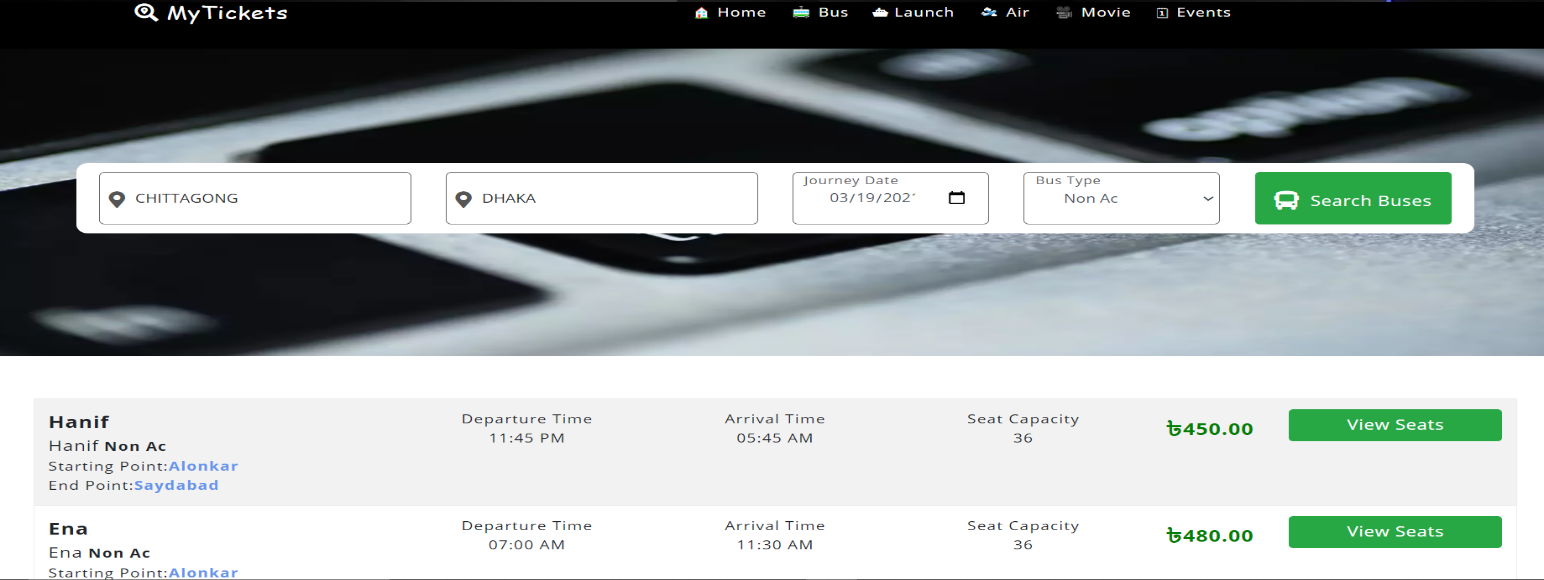 MyTickets
Home Bus Launch Air Movie Events
CHITTAGONG
DHAKA
Journey Date
03/19/202
Bus Type
Non Ac
Search Buses
Hanif
Hanif Non Ac
Starting Point:Alonkar
End Point:Saydabad
Departure Time
11:45 PM
Arrival Time
05:45 AM
Seat Capacity
36
৳450.00
View Seats
Ena
Ena Non Ac
Starting Point:Alonkar
Departure Time
07:00 AM
Arrival Time
11:30 AM
Seat Capacity
36
৳480.00
View Seats